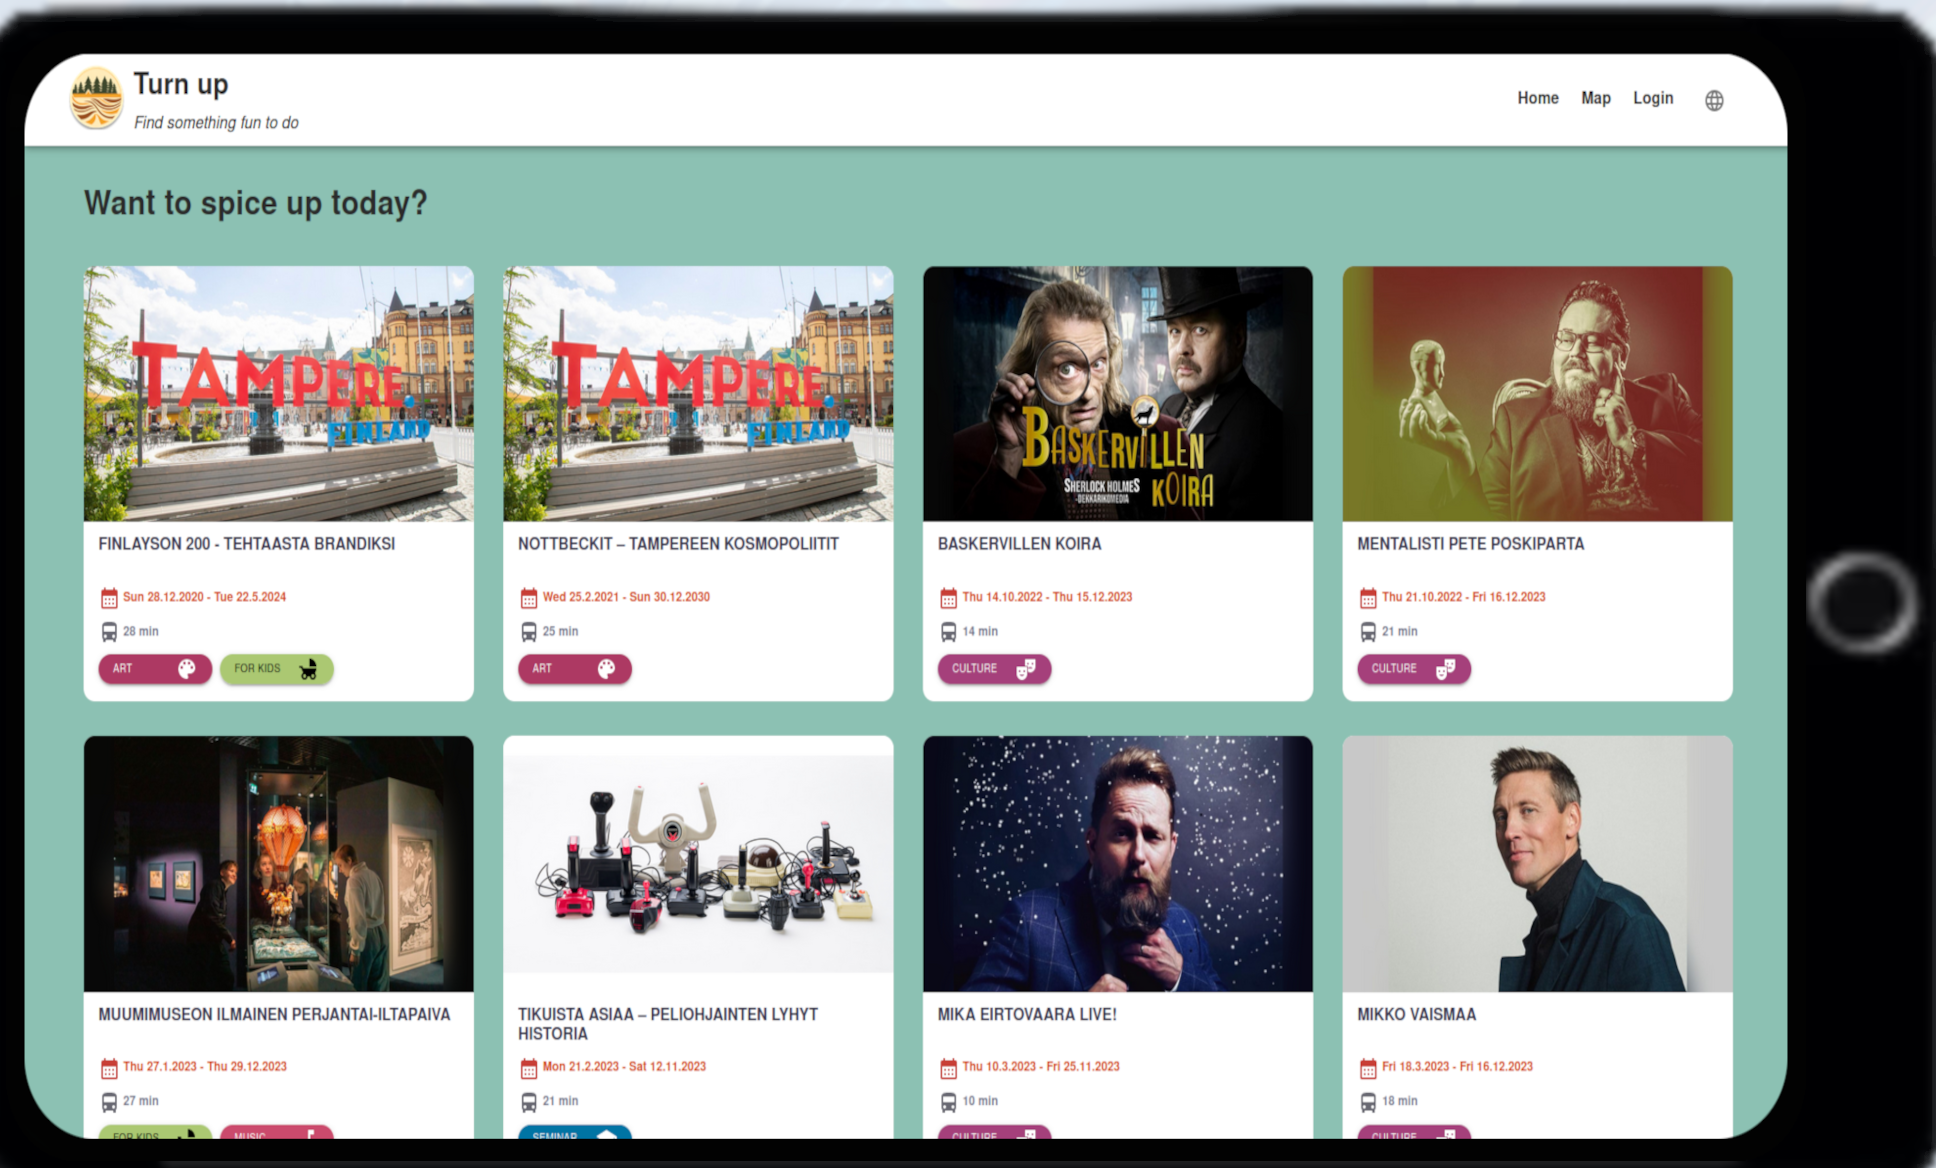 Turn up
Find something fun to do
Home Map Login
Want to spice up today?
TAMPERE
FINLAND
TAMPERE
FINLAND
BASKERVILLEN
KOIRA
SHERLOCK HOLMES
-DEKKARIKOMEDIA
FINLAYSON 200 - TEHTAASTA BRANDIKSI
Sun 28.12.2020 - Tue 22.5.2024
28 min
ART FOR KIDS
NOTTBECKIT – TAMPEREEN KOSMOPOLIITIT
Wed 25.2.2021 - Sun 30.12.2030
25 min
ART
BASKERVILLEN KOIRA
Thu 14.10.2022 - Thu 15.12.2023
14 min
CULTURE
MENTALISTI PETE POSKIPARTA
Thu 21.10.2022 - Fri 16.12.2023
21 min
CULTURE
MUUMIMUSEON ILMAINEN PERJANTAI-ILTAPAIVA
Thu 27.1.2023 - Thu 29.12.2023
27 min
FOR KIDS MUSIC
TIKUISTA ASIAA – PELIOHJAINTEN LYHYT
HISTORIA
Mon 21.2.2023 - Sat 12.11.2023
21 min
SEMINAR
MIKA EIRTOVAARA LIVE!
Thu 10.3.2023 - Fri 25.11.2023
10 min
CULTURE
MIKKO VAISMAA
Fri 18.3.2023 - Fri 16.12.2023
18 min
CULTURE